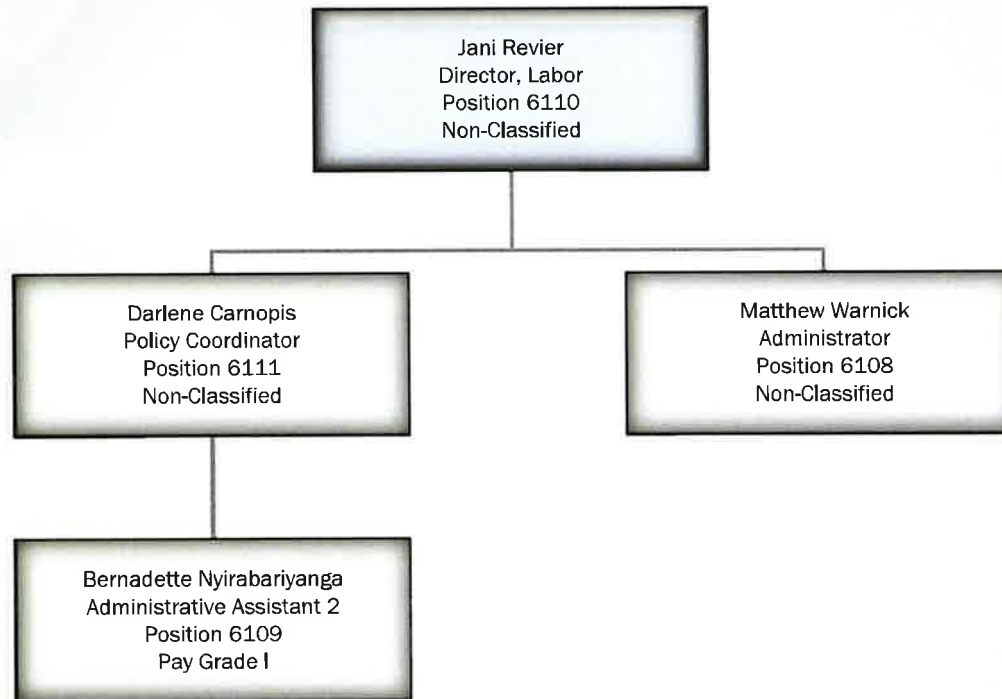 Jani Revier
Director, Labor
Position 6110
Non-Classified
Darlene Carnopis
Policy Coordinator
Position 6111
Non-Classified
Matthew Warnick
Administrator
Position 6108
Non-Classified
Bernadette Nyirabariyanga
Administrative Assistant 2
Position 6109
Pay Grade I